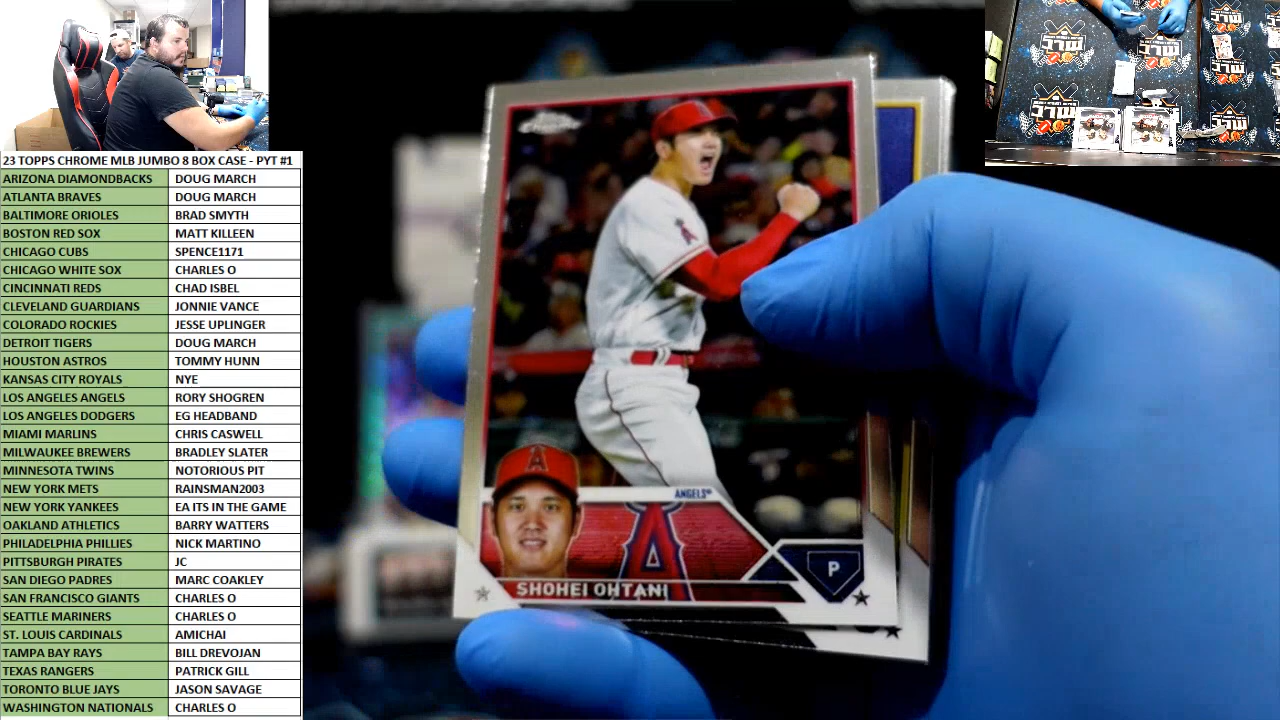 23 TOPPS CHROME MLB JUMBO 8 BOX CASE - PYT #1
ARIZONA DIAMONDBACKS DOUG MARCH
ATLANTA BRAVES DOUG MARCH
BALTIMORE ORIOLES BRAD SMYTH
BOSTON RED SOX MATT KILLEEN
CHICAGO CUBS SPENCE1171
CHICAGO WHITE SOX CHARLES O
CINCINNATI REDS CHAD ISBEL
CLEVELAND GUARDIANS JONNIE VANCE
COLORADO ROCKIES JESSE UPLINGER
DETROIT TIGERS DOUG MARCH
HOUSTON ASTROS TOMMY HUNN
KANSAS CITY ROYALS NYE
LOS ANGELES ANGELS RORY SHOGREN
LOS ANGELES DODGERS EG HEADBAND
MIAMI MARLINS CHRIS CASWELL
MILWAUKEE BREWERS BRADLEY SLATER
MINNESOTA TWINS NOTORIOUS PIT
NEW YORK METS RAINSMAN2003
NEW YORK YANKEES EA ITS IN THE GAME
OAKLAND ATHLETICS BARRY WATTERS
PHILADELPHIA PHILLIES NICK MARTINO
PITTSBURGH PIRATES JC
SAN DIEGO PADRES MARC COAKLEY
SAN FRANCISCO GIANTS CHARLES O
SEATTLE MARINERS CHARLES O
ST. LOUIS CARDINALS AMICHAI
TAMPA BAY RAYS BILL DREVOJAN
TEXAS RANGERS PATRICK GILL
TORONTO BLUE JAYS JASON SAVAGE
WASHINGTON NATIONALS CHARLES O
Chrome
ANGELS
A
P
SHOHEI OHTANI